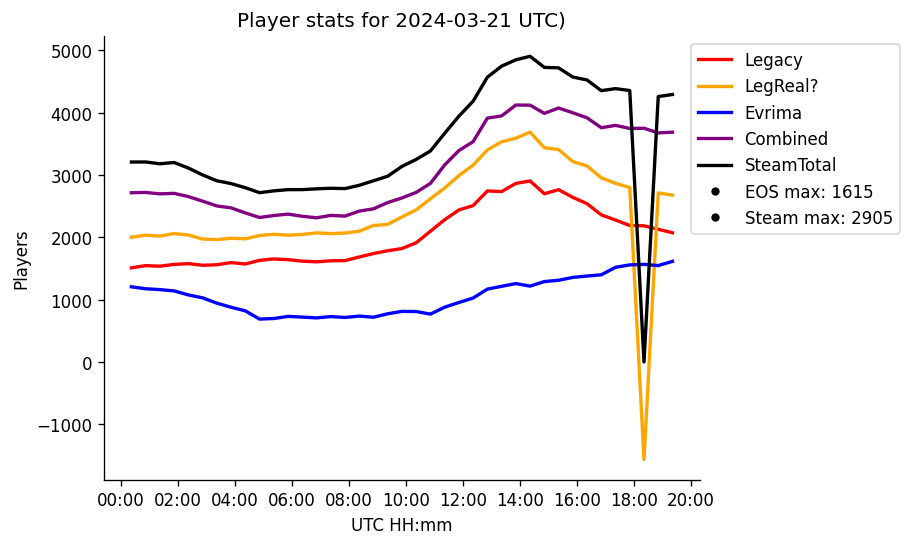 Player stats for 2024-03-21 UTC)
5000
4000
3000
2000
1000
0
−1000
Players
00:00 02:00 04:00 06:00 08:00 10:00 12:00 14:00 16:00 18:00 20:00
UTC HH:mm
Legacy
LegReal?
Evrima
Combined
SteamTotal
EOS max: 1615
Steam max: 2905